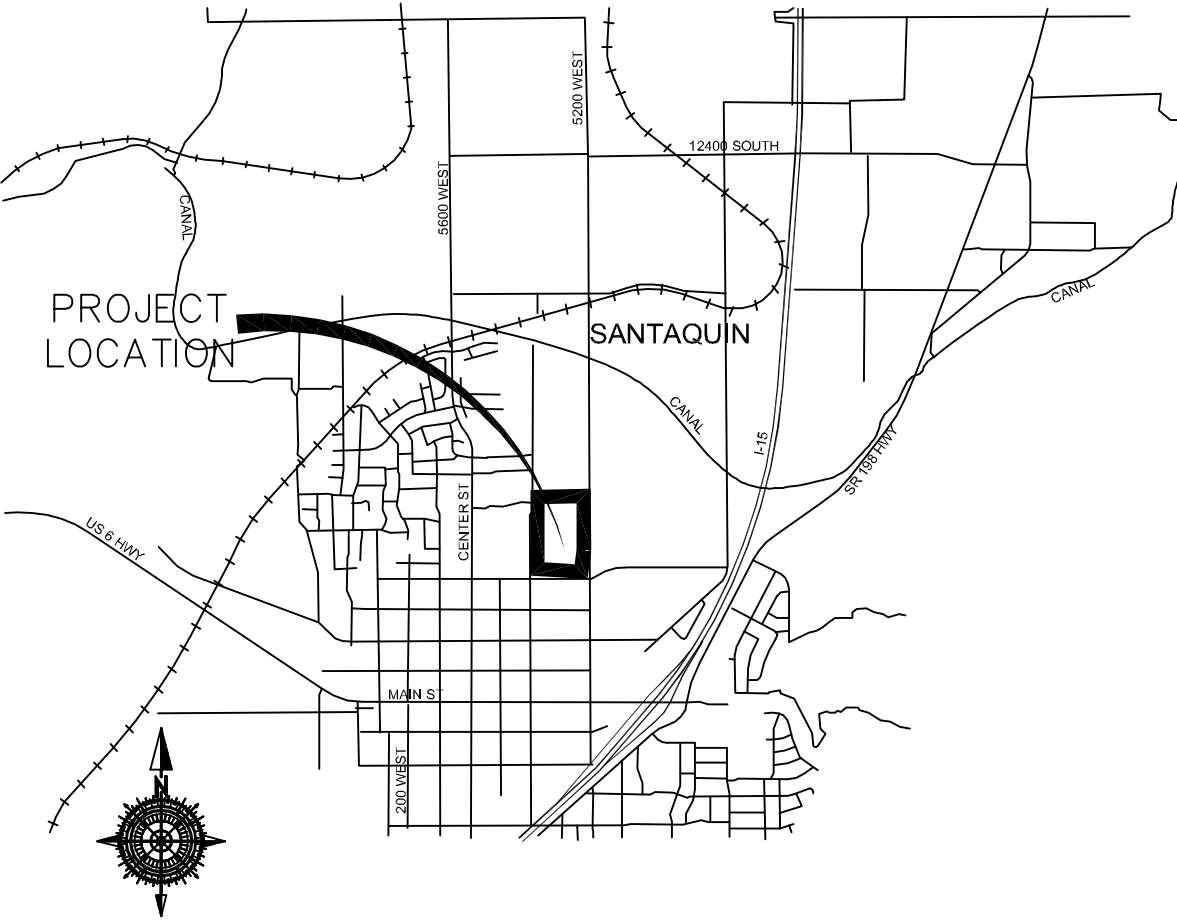 5200 WEST
12400 SOUTH
5600 WEST
CANAL
CANAL
PROJECT
LOCATION
SANTAQUIN
CANAL
I-15
SR 198 HWY
CENTER ST
US 6 HWY
MAIN ST
200 WEST
N